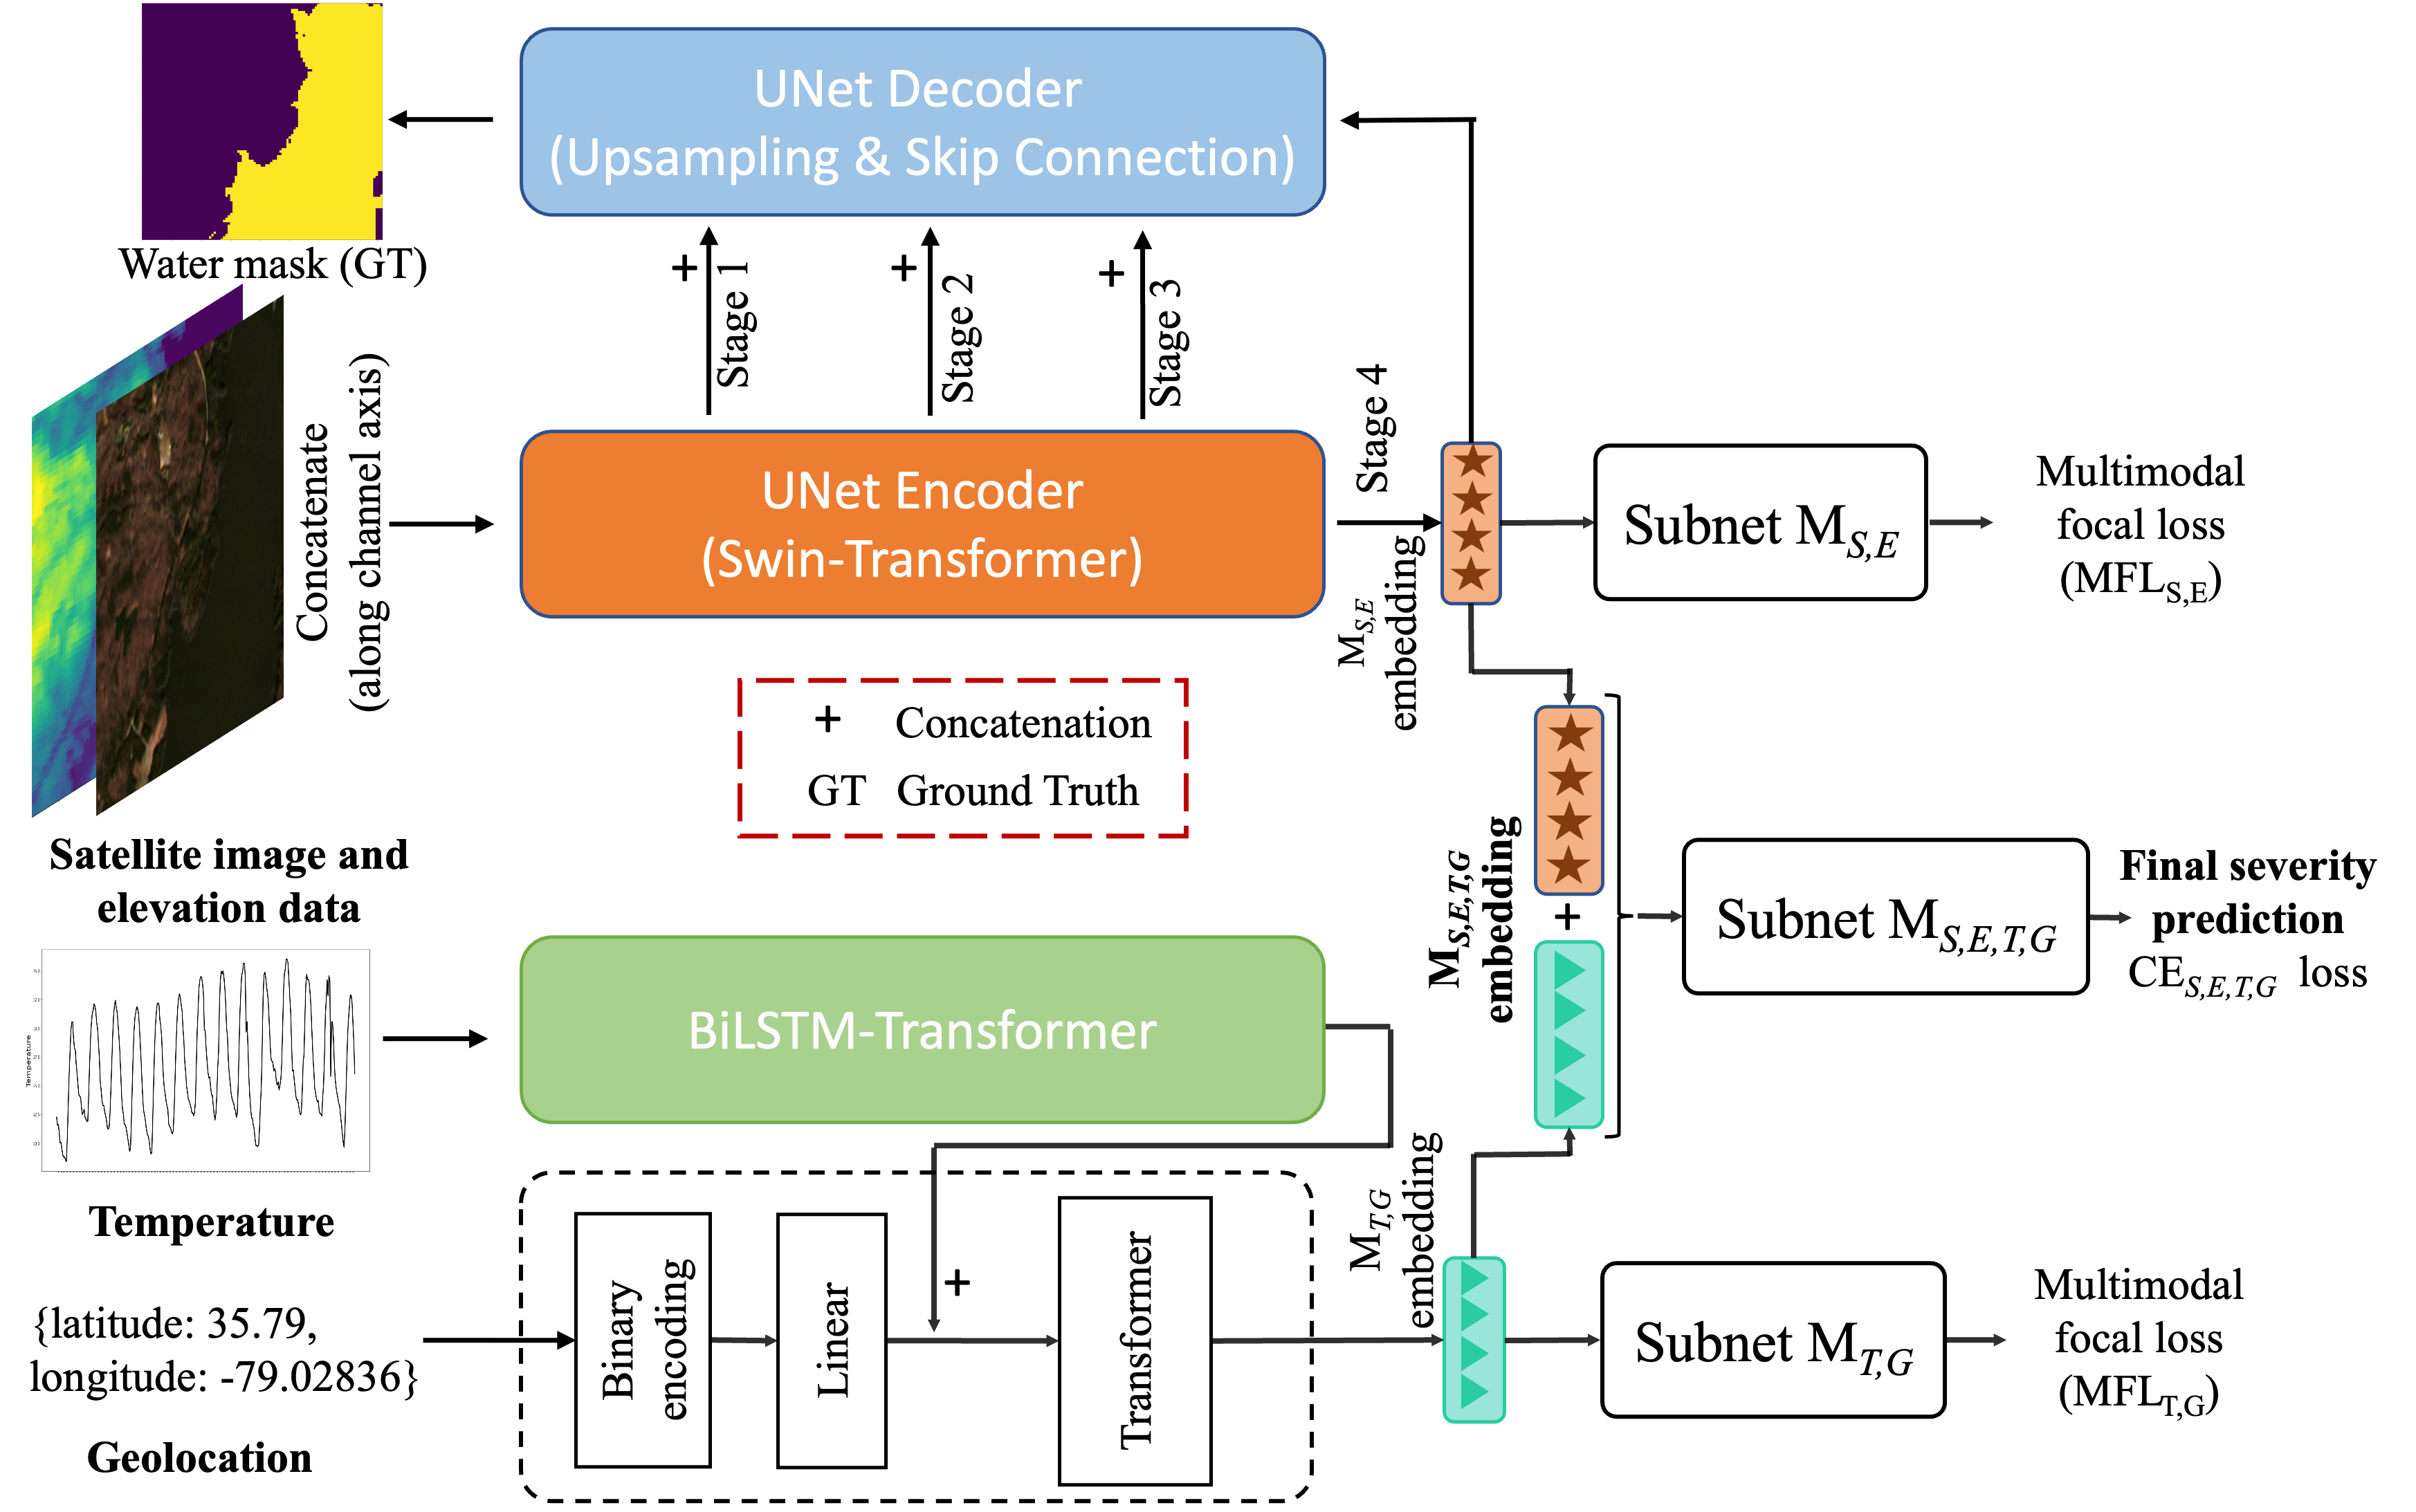 UNet Decoder
(Upsampling & Skip Connection)
Water mask (GT)
+
Stage 1
+
Stage 2
+
Stage 3
Concatenate
(along channel axis)
UNet Encoder
(Swin-Transformer)
Stage 4
M_{S,E}
embedding
Subnet M_{S,E}
Multimodal
focal loss
(MFL_{S,E})
+ Concatenation
GT Ground Truth
Satellite image and
elevation data
M_{S,E,T,G}
embedding
+
Subnet M_{S,E,T,G}
Final severity
prediction
CE_{S,E,T,G} loss
Temperature
BiLSTM-Transformer
Temperature
{latitude: 35.79,
longitude: -79.02836}
Geolocation
Binary
encoding
Linear
+
Transformer
M_{T,G}
embedding
Subnet M_{T,G}
Multimodal
focal loss
(MFL_{T,G})